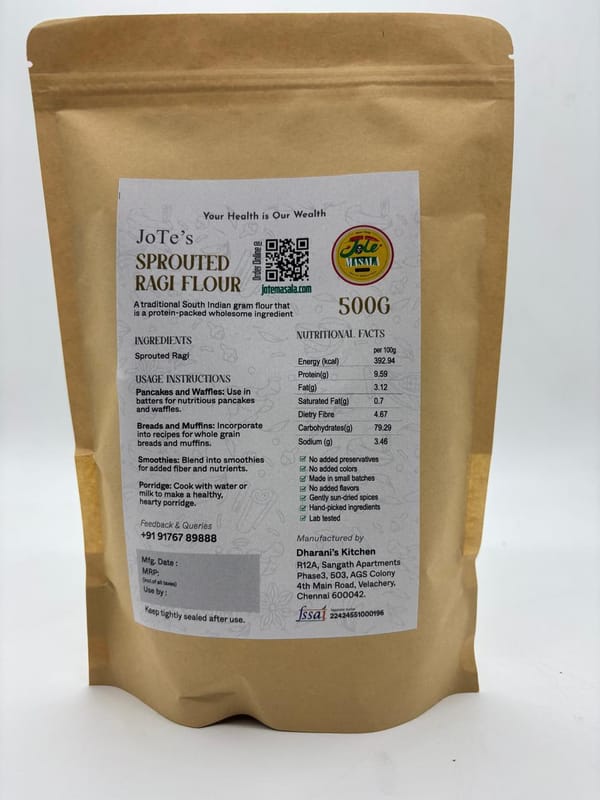 Your Health is Our Wealth
JoTe's
SPROUTED
RAGI FLOUR
Order Online @
jotemasala.com
JoTe
MASALA
A traditional South Indian gram flour that
is a protein-packed wholesome ingredient
500G
INGREDIENTS
Sprouted Ragi
USAGE INSTRUCTIONS
Pancakes and Waffles: Use in
batters for nutritious pancakes
and waffles.
Breads and Muffins: Incorporate
into recipes for whole grain
breads and muffins.
Smoothies: Blend into smoothies
for added fiber and nutrients.
Porridge: Cook with water or
milk to make a healthy,
hearty porridge.
Feedback & Queries
+91 91767 89888
Mfg. Date :
MRP:
(incl.of all taxes)
Use by :
Keep tightly sealed after use.
NUTRITIONAL FACTS
per 100g
Energy (kcal) 392.94
Protein(g) 9.59
Fat(g) 3.12
Saturated Fat(g) 0.7
Dietry Fibre 4.67
Carbohydrates(g) 79.29
Sodium (g) 3.46
No added preservatives
No added colors
Made in small batches
No added flavors
Gently sun-dried spices
Hand-picked ingredients
Lab tested
Manufactured by
Dharani's Kitchen
R12A, Sangath Apartments
Phase3, 503, AGS Colony
4th Main Road, Velachery,
Chennai 600042.
fssai
22424551000196